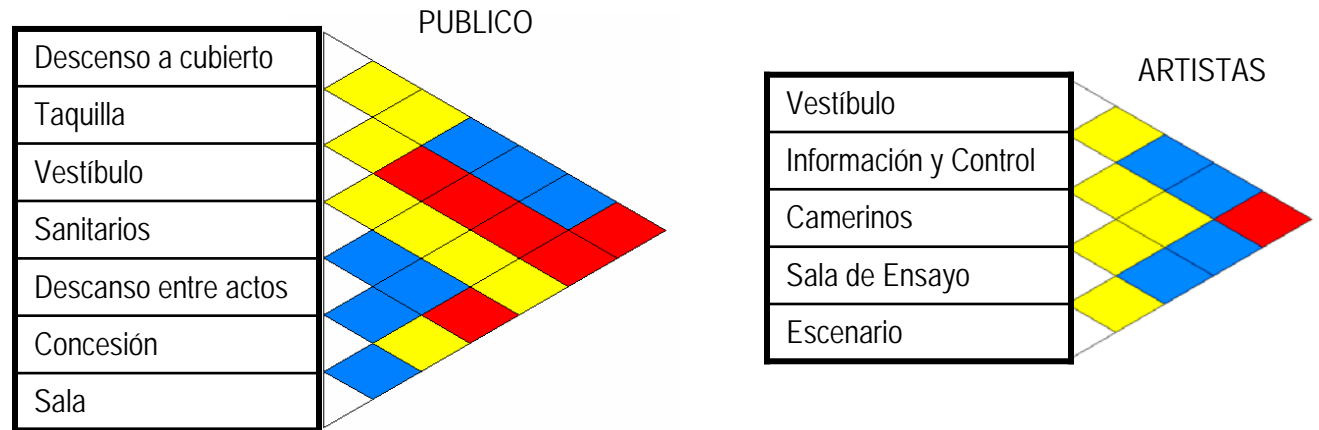 PUBLICO
Descenso a cubierto
Taquilla
Vestíbulo
Sanitarios
Descanso entre actos
Concesión
Sala
ARTISTAS
Vestíbulo
Información y Control
Camerinos
Sala de Ensayo
Escenario